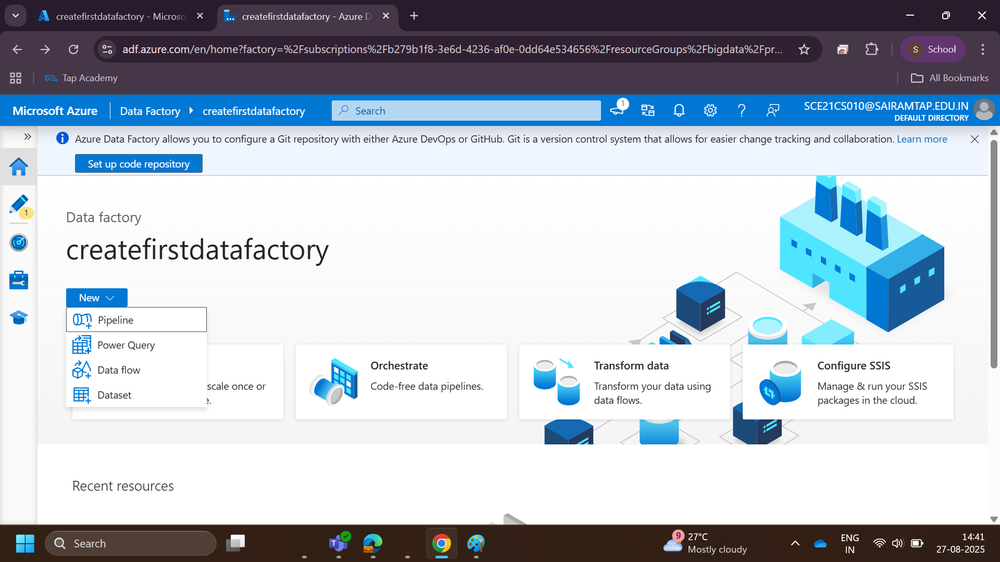 createfirstdatafactory - Microso
createfirstdatafactory - Azure D
adf.azure.com/en/home?factory=%2Fsubscriptions%2Fb279b1f8-3e6d-4236-af0e-0dd64e534656%2FresourceGroups%2Fbigdata%2Fpr...
S School
Tap Academy
All Bookmarks
Microsoft Azure
Data Factory
createfirstdatafactory
Search
1
SCE21CS010@SAIRAMTAP.EDU.IN
DEFAULT DIRECTORY
Azure Data Factory allows you to configure a Git repository with either Azure DevOps or GitHub. Git is a version control system that allows for easier change tracking and collaboration. Learn more
Set up code repository
1
Data factory
createfirstdatafactory
New
Pipeline
Power Query
Data flow
Dataset
scale once or
e.
Orchestrate
Code-free data pipelines.
Transform data
Transform your data using
data flows.
Configure SSIS
Manage & run your SSIS
packages in the cloud.
Recent resources
Search
T
9
27°C
Mostly cloudy
ENG
IN
14:41
27-08-2025